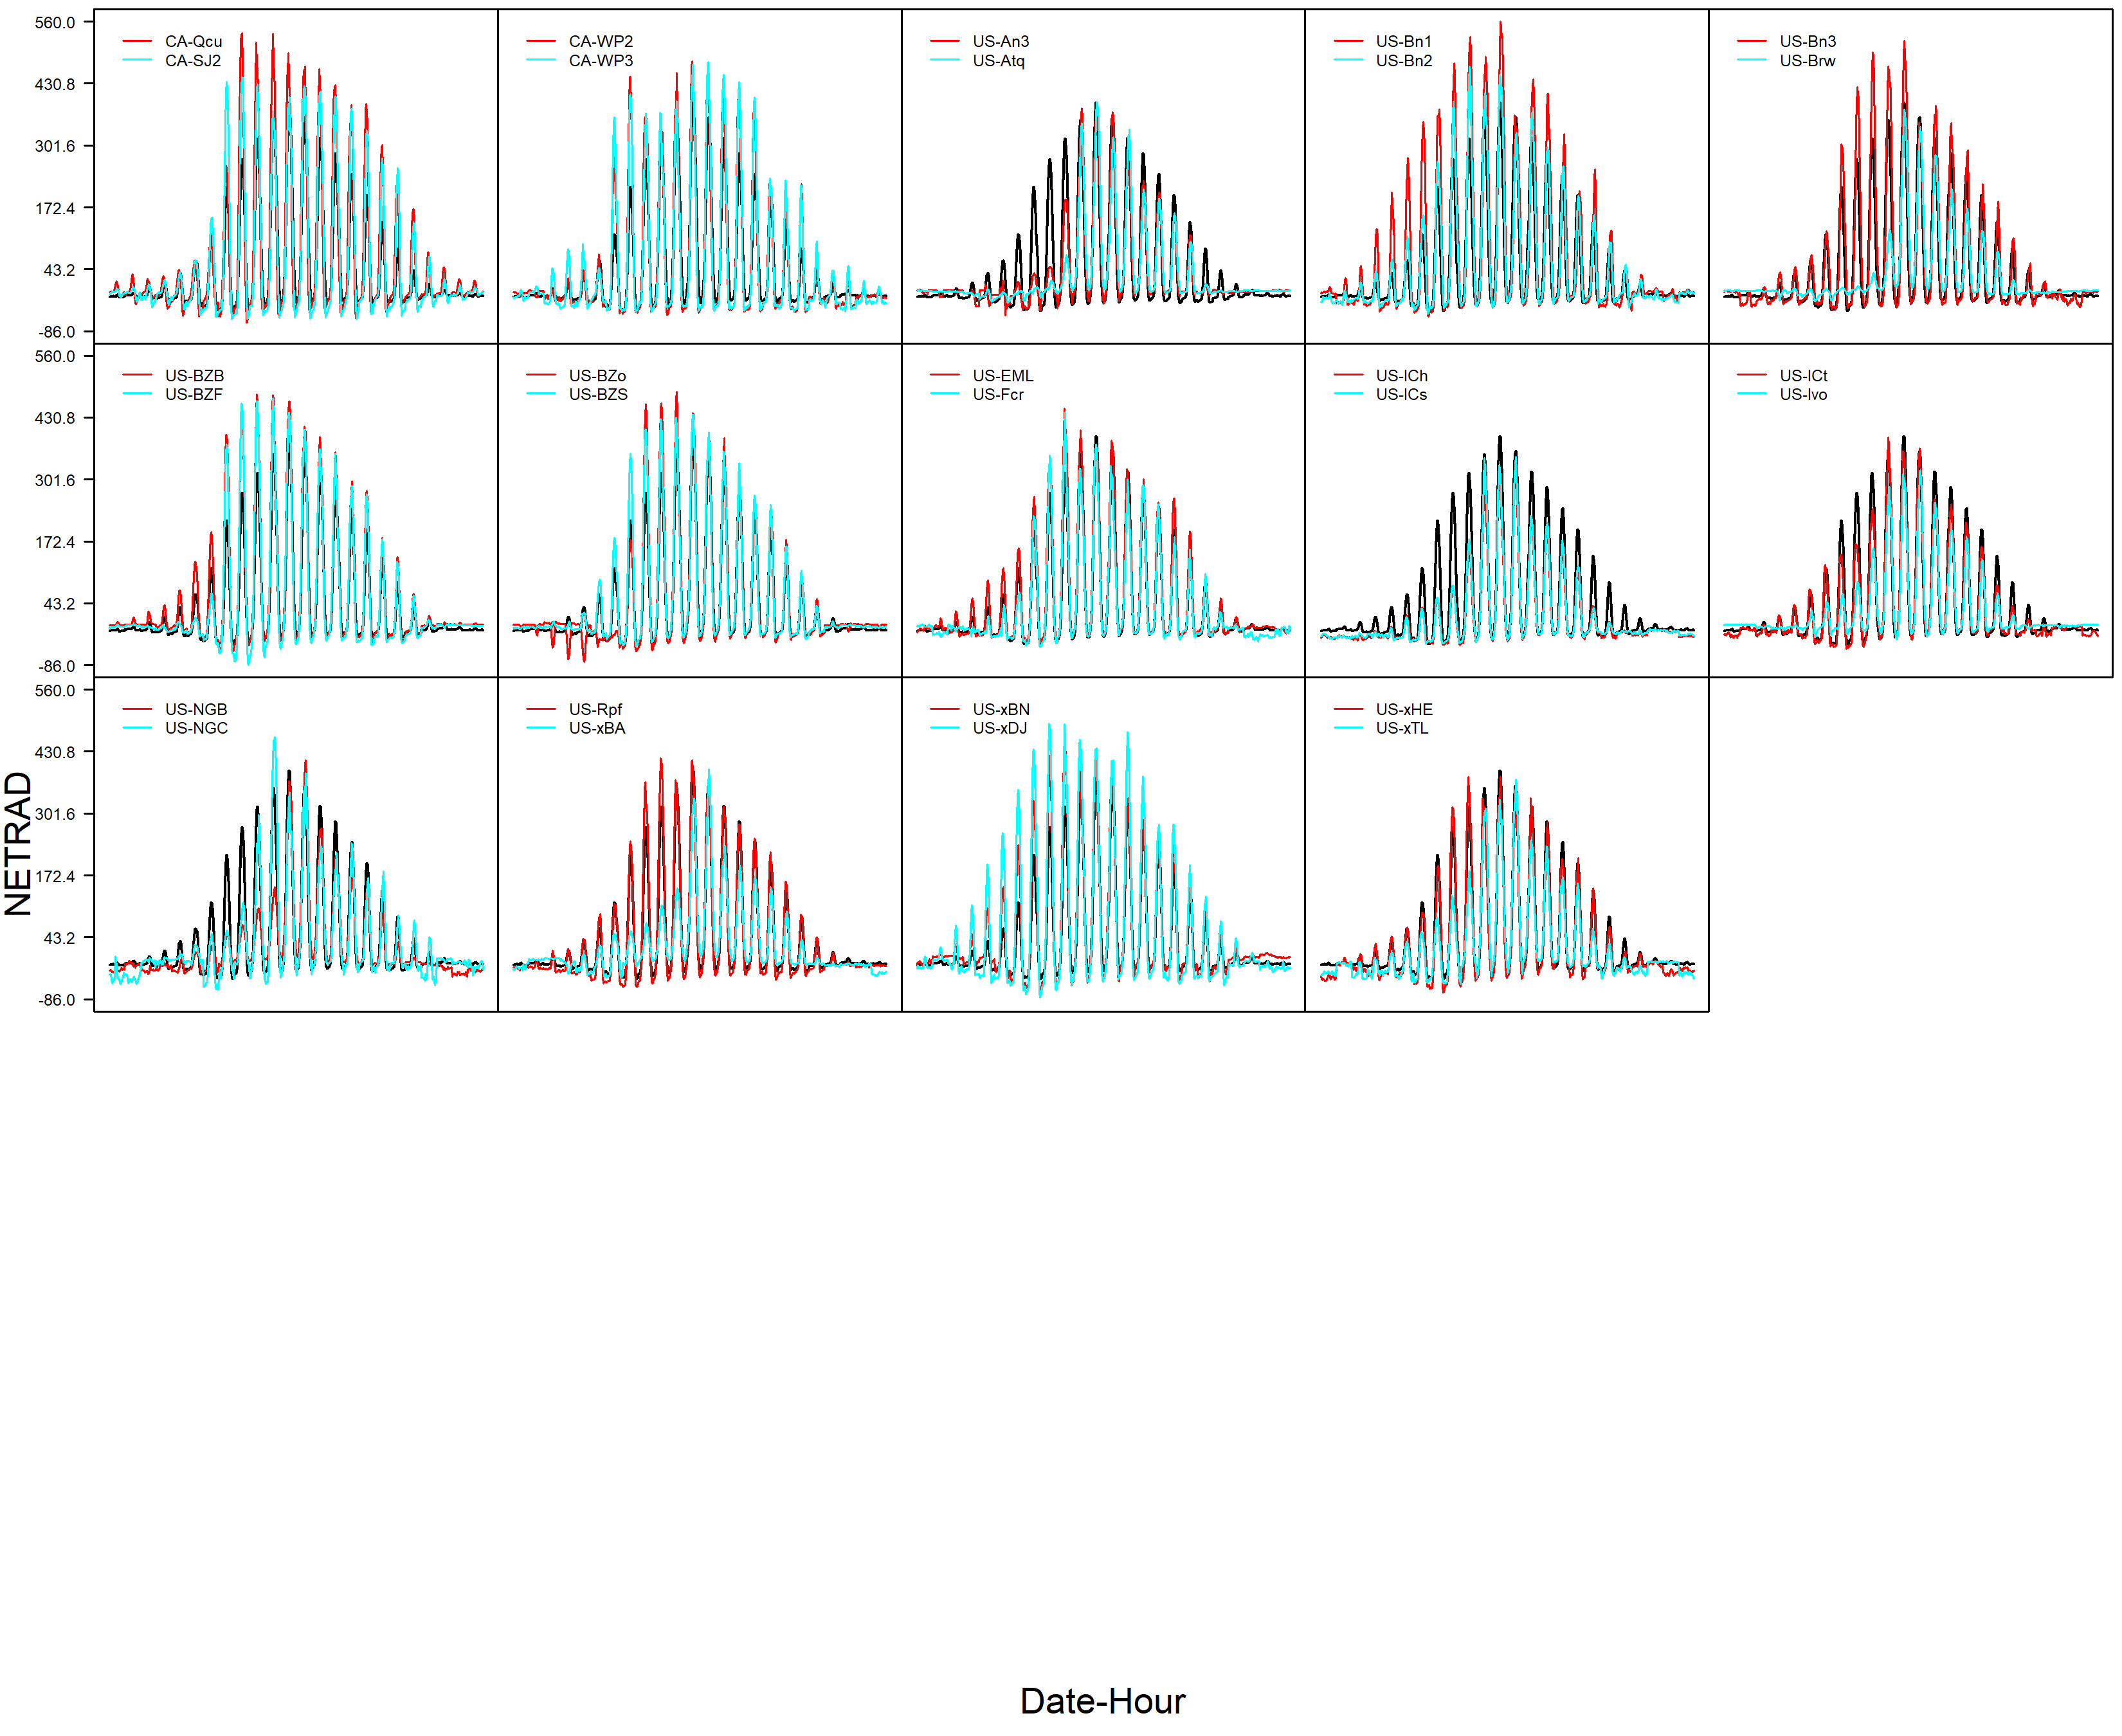 560.0
430.8
301.6
172.4
43.2
-86.0
CA-Qcu
CA-SJ2
CA-WP2
CA-WP3
US-An3
US-Atq
US-Bn1
US-Bn2
US-Bn3
US-Brw
560.0
430.8
301.6
172.4
43.2
-86.0
US-BZB
US-BZF
US-BZo
US-BZS
US-EML
US-Fcr
US-ICh
US-ICs
US-ICt
US-Ivo
560.0
430.8
301.6
172.4
43.2
-86.0
US-NGB
US-NGC
US-Rpf
US-xBA
US-xBN
US-xDJ
US-xHE
US-xTL
NETRAD
Date-Hour